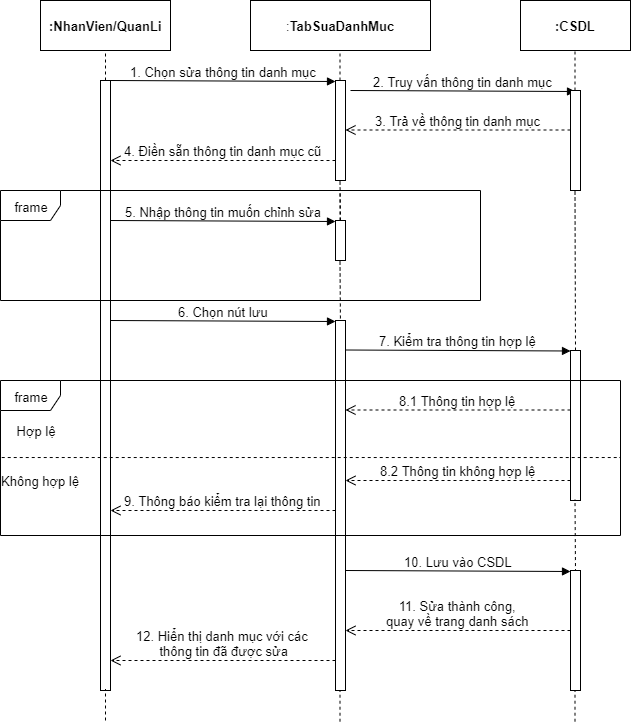 :NhanVien/QuanLi
:TabSuaDanhMuc
:CSDL
1. Chọn sửa thông tin danh mục
2. Truy vấn thông tin danh mục
3. Trả về thông tin danh mục
4. Điền sẵn thông tin danh mục cũ
frame
5. Nhập thông tin muốn chỉnh sửa
6. Chọn nút lưu
7. Kiểm tra thông tin hợp lệ
frame
8.1 Thông tin hợp lệ
Hợp lệ
8.2 Thông tin không hợp lệ
Không hợp lệ
9. Thông báo kiểm tra lại thông tin
10. Lưu vào CSDL
11. Sửa thành công,
quay về trang danh sách
12. Hiển thị danh mục với các
thông tin đã được sửa